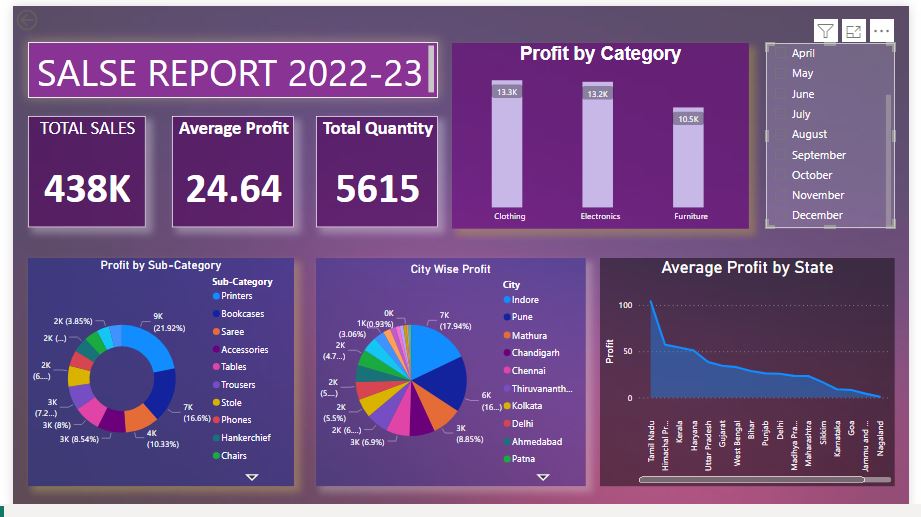 SALSE REPORT 2022-23
TOTAL SALES
438K
Average Profit
24.64
Total Quantity
5615
Profit by Category
13.3K
13.2K
10.5K
Clothing
Electronics
Furniture
April
May
June
July
August
September
October
November
December
Profit by Sub-Category
9K
(21.92%)
7K
(16.6%)
4K
(10.33%)
3K (8.54%)
3K (8%)
3K
(7.2...)
2K
(6....)
2K (...)
2K (3.85%)
Sub-Category
Printers
Bookcases
Saree
Accessories
Tables
Trousers
Stole
Phones
Hankerchief
Chairs
City Wise Profit
7K
(17.94%)
6K
(16...)
3K
(8.85%)
3K (6.9%)
2K (6....)
2K
(5.5%)
2K
(5....)
2K
(4.7...)
1K (0.93%)
(3.06%)
0K
City
Indore
Pune
Mathura
Chandigarh
Chennai
Thiruvananth...
Kolkata
Delhi
Ahmedabad
Patna
Average Profit by State
Profit
100
50
0
Tamil Nadu
Himachal Pr...
Kerala
Haryana
Uttar Pradesh
Gujarat
West Bengal
Bihar
Punjab
Delhi
Madhya Pra...
Maharashtra
Sikkim
Karnataka
Goa
Jammu and ...
Nagaland